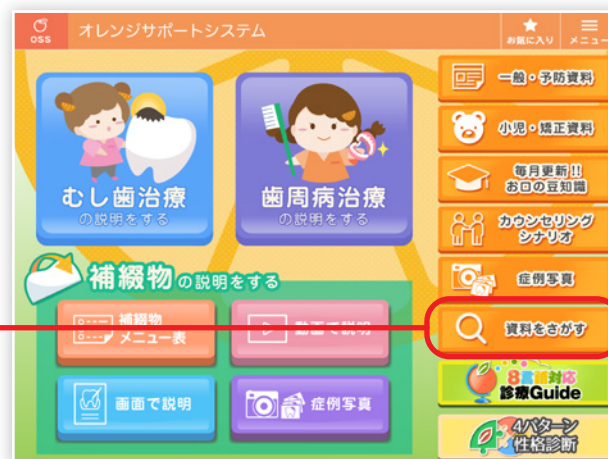 OSS
オレンジサポートシステム
お気に入り
メニュー
むし歯治療
の説明をする
歯周病治療
の説明をする
補綴物の説明をする
補綴物
メニュー表
動画で説明
画面で説明
症例写真
一般・予防資料
小児・矯正資料
毎月更新!!
お口の豆知識
カウンセリング
シナリオ
症例写真
資料をさがす
8言語対応
診療Guide
4パターン
性格診断